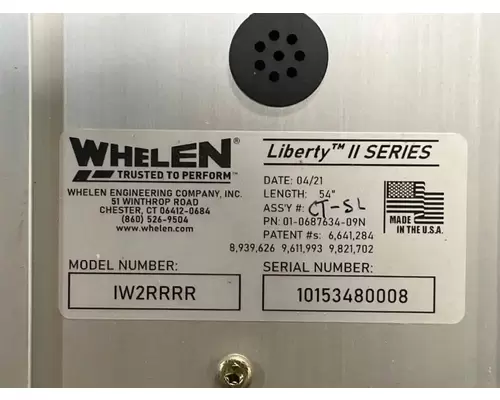 WHELEN®
TRUSTED TO PERFORM™
WHELEN ENGINEERING COMPANY, INC.
51 WINTHROP ROAD
CHESTER, CT 06412-0684
(860) 526-9504
www.whelen.com
MODEL NUMBER:
IW2RRRR
Liberty™ II SERIES
DATE: 04/21
LENGTH: 54"
ASS'Y #: CT-SL
PN: 01-0687634-09N
PATENT #s: 6,641,284
8,939,626 9,611,993 9,821,702
MADE
IN THE U.S.A.
SERIAL NUMBER:
10153480008